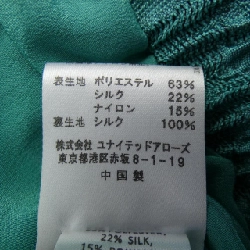 表生地 ポリエステル 63%
シルク 22%
ナイロン 15%
裏生地 シルク 100%
株式会社 ユナイテッドアローズ
東京都港区赤坂8-1-19
中国製
22% SILK,